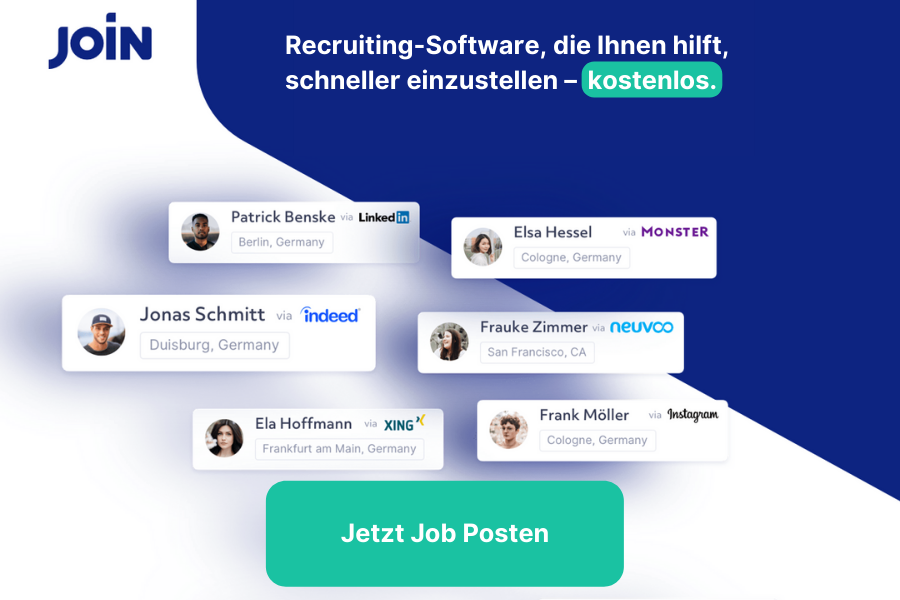 JOIN
Recruiting-Software, die Ihnen hilft,
schneller einzustellen – kostenlos.
Patrick Benske via Linkedin
Berlin, Germany
Elsa Hessel via MONSTER
Cologne, Germany
Jonas Schmitt via indeed
Duisburg, Germany
Frauke Zimmer via neuvoo
San Francisco, CA
Ela Hoffmann via XING
Frankfurt am Main, Germany
Frank Möller via Instagram
Cologne, Germany
Jetzt Job Posten